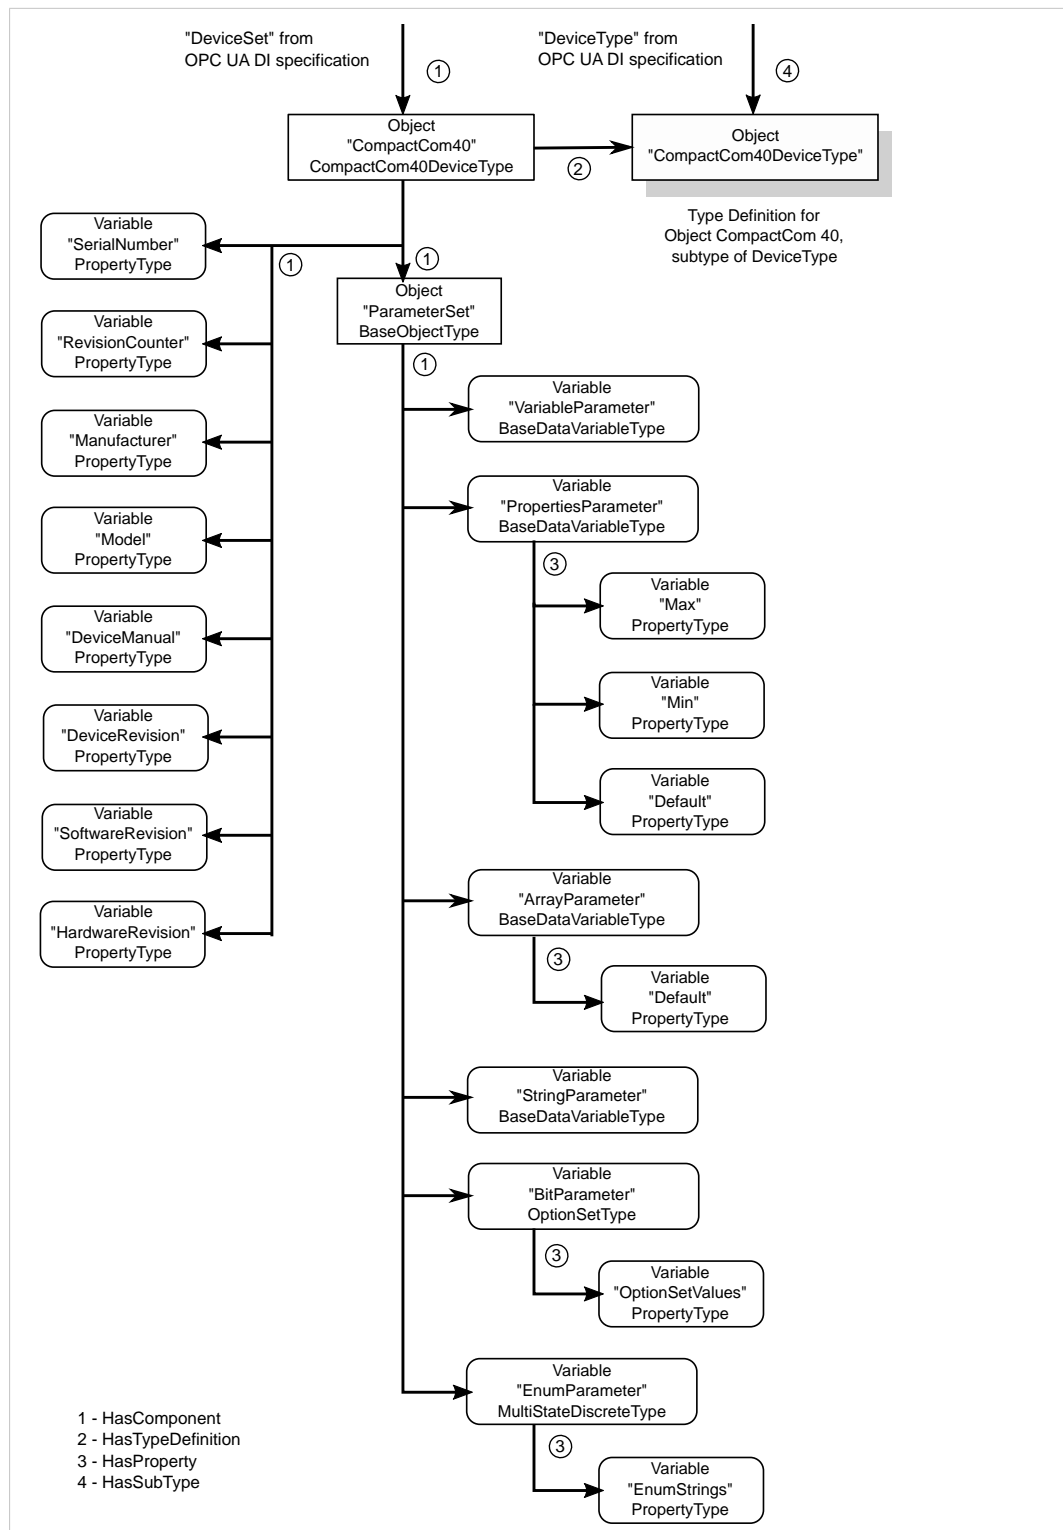 "DeviceSet" from
OPC UA DI specification
1
"DeviceType" from
OPC UA DI specification
4
Object
"CompactCom40"
CompactCom40DeviceType
2
Object
"CompactCom40DeviceType"
Type Definition for
Object CompactCom 40,
subtype of DeviceType
Variable
"SerialNumber"
PropertyType
1
1
Object
"ParameterSet"
BaseObjectType
1
Variable
"RevisionCounter"
PropertyType
Variable
"Manufacturer"
PropertyType
Variable
"Model"
PropertyType
Variable
"DeviceManual"
PropertyType
Variable
"DeviceRevision"
PropertyType
Variable
"SoftwareRevision"
PropertyType
Variable
"HardwareRevision"
PropertyType
Variable
"VariableParameter"
BaseDataVariableType
Variable
"PropertiesParameter"
BaseDataVariableType
3
Variable
"Max"
PropertyType
Variable
"Min"
PropertyType
Variable
"Default"
PropertyType
Variable
"ArrayParameter"
BaseDataVariableType
3
Variable
"Default"
PropertyType
Variable
"StringParameter"
BaseDataVariableType
Variable
"BitParameter"
OptionSetType
3
Variable
"OptionSetValues"
PropertyType
Variable
"EnumParameter"
MultiStateDiscreteType
3
Variable
"EnumStrings"
PropertyType
1 - HasComponent
2 - HasTypeDefinition
3 - HasProperty
4 - HasSubType